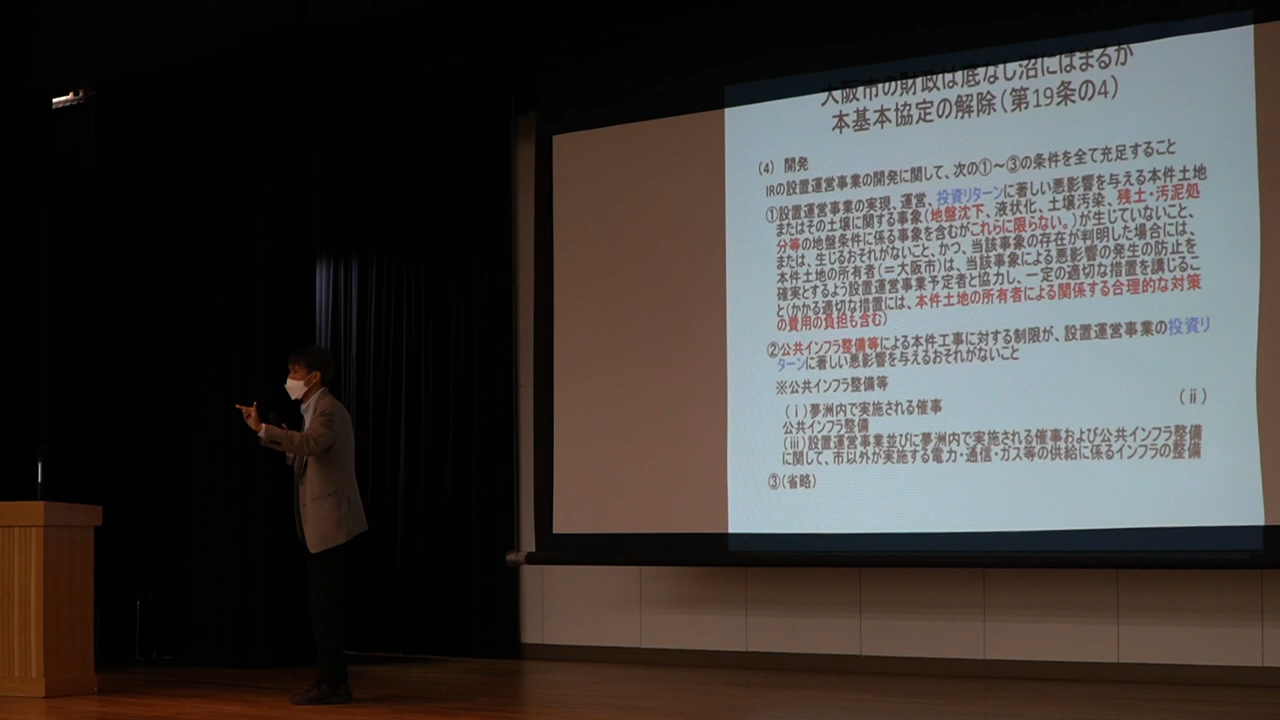 大阪市の財政は底なし沼にはまるか
本基本協定の解除(第19条の4)
(4) 開発
IRの設置運営事業の開発に関して、次の①~③の条件を全て充足すること
①設置運営事業の実現、運営、投資リターンに著しい悪影響を与える本件土地
またはその土壌に関する事象(地盤沈下、液状化、土壌汚染、残土・汚泥処
分等の地盤条件に係る事象を含むがこれらに限らない。)が生じていないこと、
または、生じるおそれがないこと、かつ、当該事象の存在が判明した場合には、
本件土地の所有者(=大阪市)は、当該事象による悪影響の発生の防止を
確実とするよう設置運営事業予定者と協力し、一定の適切な措置を講じるこ
と(かかる適切な措置には、本件土地の所有者による関係する合理的な対策
の費用の負担も含む)
②公共インフラ整備等による本件工事に対する制限が、設置運営事業の投資リ
ターンに著しい悪影響を与えるおそれがないこと
※公共インフラ整備等
(ⅰ)夢洲内で実施される催事 (ⅱ)
公共インフラ整備
(ⅲ)設置運営事業並びに夢洲内で実施される催事および公共インフラ整備
に関して、市以外が実施する電力・通信・ガス等の供給に係るインフラの整備
③(省略)